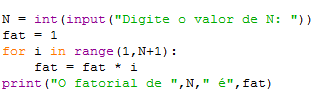 N = int(input("Digite o valor de N: "))
fat = 1
for i in range(1,N+1):
    fat = fat * i
print("O fatorial de ",N," é",fat)